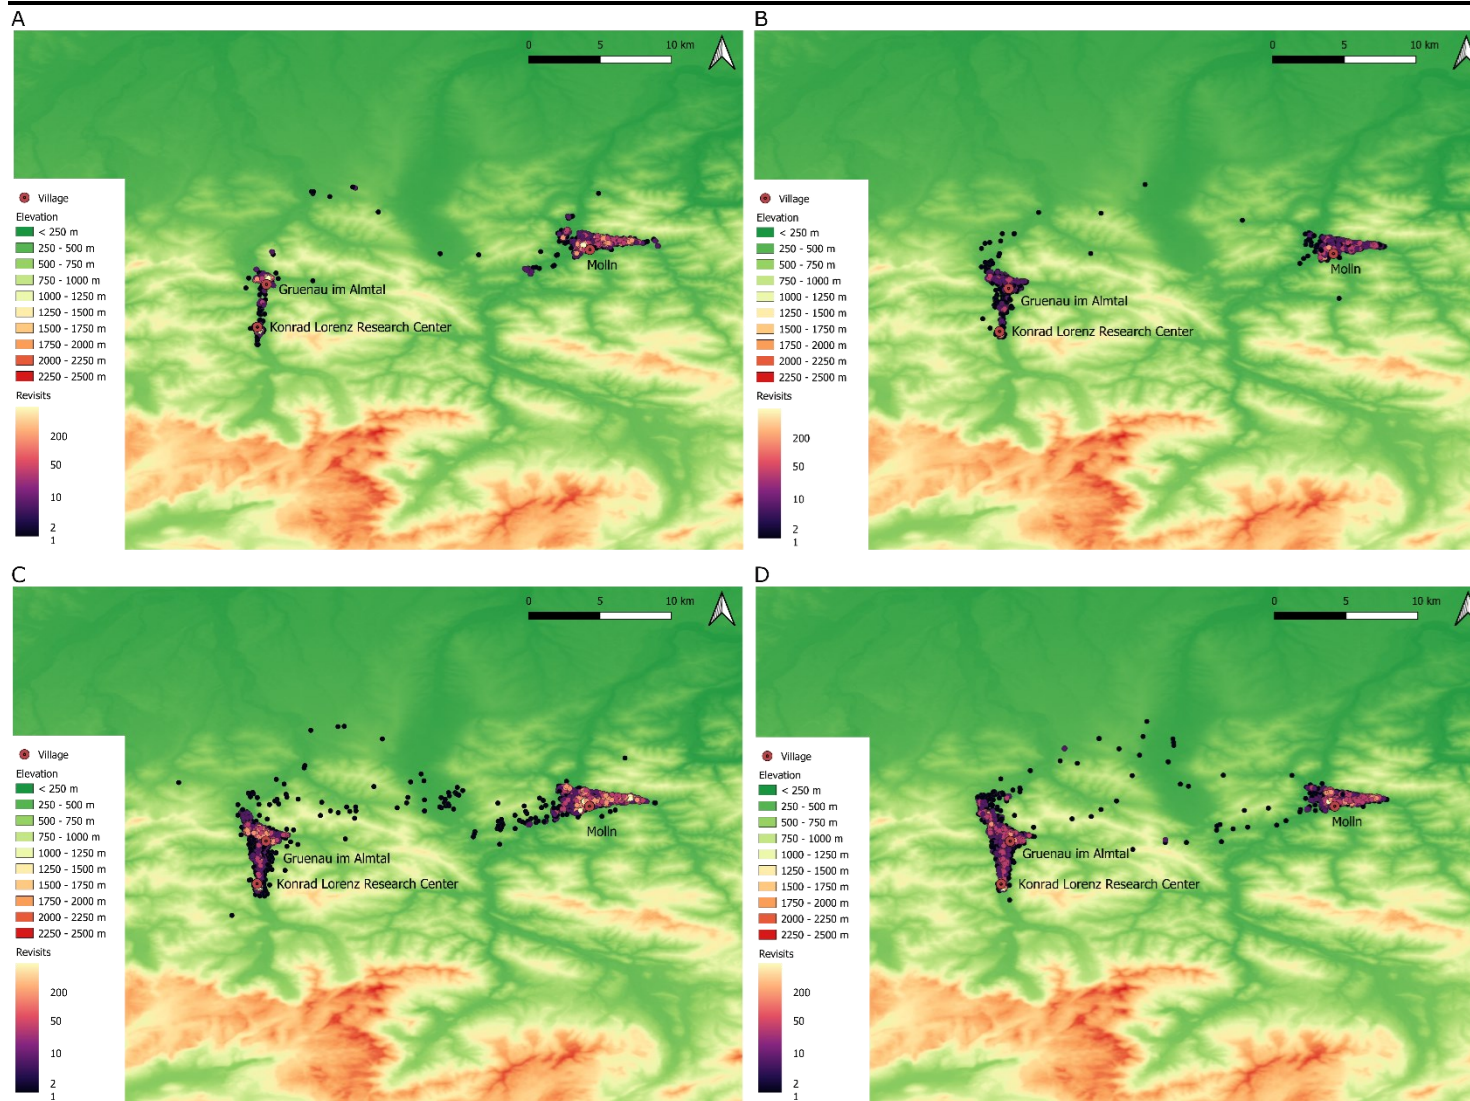 A
0 5 10 km
Village
Elevation
< 250 m
250 - 500 m
500 - 750 m
750 - 1000 m
1000 - 1250 m
1250 - 1500 m
1500 - 1750 m
1750 - 2000 m
2000 - 2250 m
2250 - 2500 m
Revisits
200
50
10
2
1
Molln
Gruenau im Almtal
Konrad Lorenz Research Center
B
0 5 10 km
Village
Elevation
< 250 m
250 - 500 m
500 - 750 m
750 - 1000 m
1000 - 1250 m
1250 - 1500 m
1500 - 1750 m
1750 - 2000 m
2000 - 2250 m
2250 - 2500 m
Revisits
200
50
10
2
1
Molln
Gruenau im Almtal
Konrad Lorenz Research Center
C
0 5 10 km
Village
Elevation
< 250 m
250 - 500 m
500 - 750 m
750 - 1000 m
1000 - 1250 m
1250 - 1500 m
1500 - 1750 m
1750 - 2000 m
2000 - 2250 m
2250 - 2500 m
Revisits
200
50
10
2
1
Molln
Gruenau im Almtal
Konrad Lorenz Research Center
D
0 5 10 km
Village
Elevation
< 250 m
250 - 500 m
500 - 750 m
750 - 1000 m
1000 - 1250 m
1250 - 1500 m
1500 - 1750 m
1750 - 2000 m
2000 - 2250 m
2250 - 2500 m
Revisits
200
50
10
2
1
Molln
Gruenau im Almtal
Konrad Lorenz Research Center